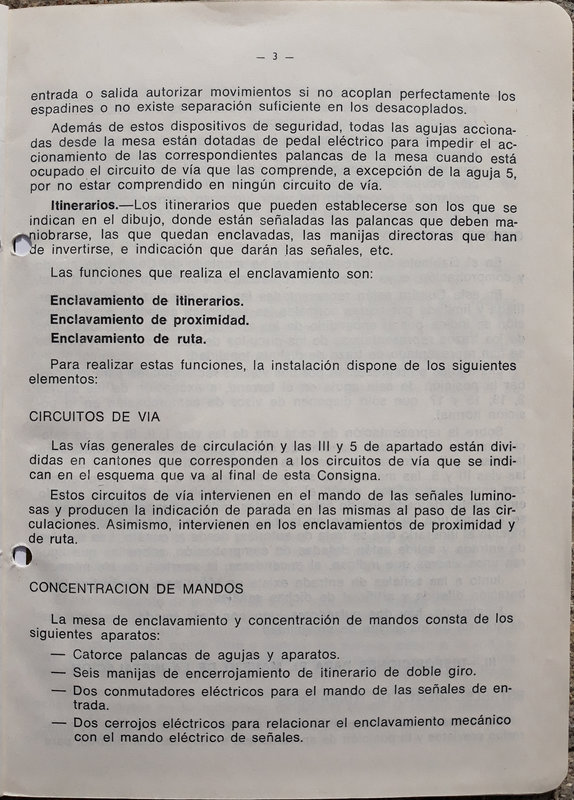 — 3 —
entrada o salida autorizar movimientos si no acoplan perfectamente los
espadines o no existe separación suficiente en los desacoplados.
Además de estos dispositivos de seguridad, todas las agujas acciona-
das desde la mesa están dotadas de pedal eléctrico para impedir el ac-
cionamiento de las correspondientes palancas de la mesa cuando está
ocupado el circuito de vía que las comprende, a excepción de la aguja 5,
por no estar comprendido en ningún circuito de vía.
Itinerarios.—Los itinerarios que pueden establecerse son los que se
indican en el dibujo, donde están señaladas las palancas que deben ma-
niobrarse, las que quedan enclavadas, las manijas directoras que han
de invertirse, e indicación que darán las señales, etc.
Las funciones que realiza el enclavamiento son:
Enclavamiento de itinerarios.
Enclavamiento de proximidad.
Enclavamiento de ruta.
Para realizar estas funciones, la instalación dispone de los siguientes
elementos:
CIRCUITOS DE VIA
Las vías generales de circulación y las III y 5 de apartado están divi-
didas en cantones que corresponden a los circuitos de vía que se indi-
can en el esquema que va al final de esta Consigna.
Estos circuitos de vía intervienen en el mando de las señales lumino-
sas y producen la indicación de parada en las mismas al paso de las cir-
culaciones. Asimismo, intervienen en los enclavamientos de proximidad y
de ruta.
CONCENTRACION DE MANDOS
La mesa de enclavamiento y concentración de mandos consta de los
siguientes aparatos:
— Catorce palancas de agujas y aparatos.
— Seis manijas de encerrojamiento de itinerario de doble giro.
— Dos conmutadores eléctricos para el mando de las señales de en-
trada.
— Dos cerrojos eléctricos para relacionar el enclavamiento mecánico
con el mando eléctrico de señales.